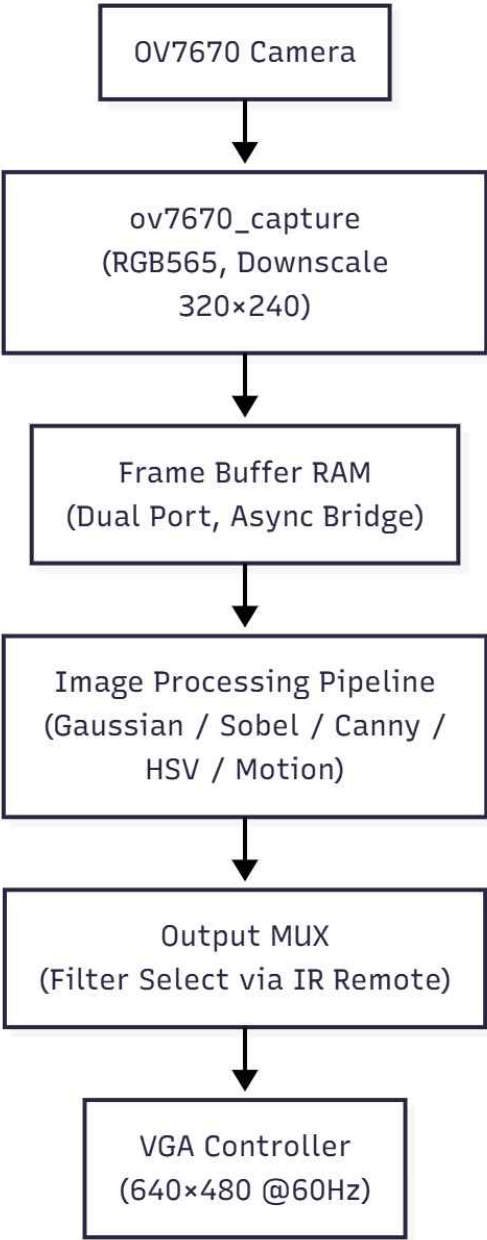 OV7670 Camera
ov7670_capture
(RGB565, Downscale
320×240)
Frame Buffer RAM
(Dual Port, Async Bridge)
Image Processing Pipeline
(Gaussian / Sobel / Canny /
HSV / Motion)
Output MUX
(Filter Select via IR Remote)
VGA Controller
(640×480 @60Hz)